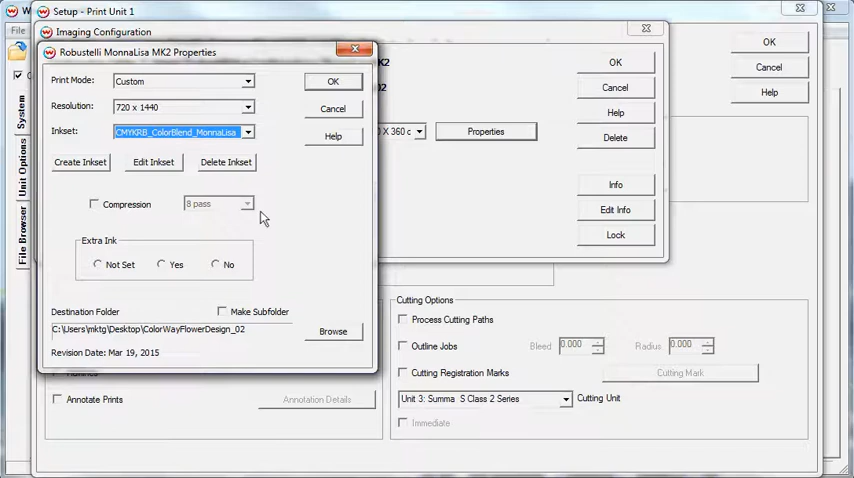 W
Setup - Print Unit 1
File
Imaging Configuration
Robustelli MonnaLisa MK2 Properties
K2
OK
Print Mode:
Custom
OK
OK
Cancel
02
Resolution:
720 x 1440
Cancel
Cancel
Help
Inkset:
CMYKRB_ColorBlend_MonnaLisa
Help
0 X 360 c
Properties
Help
Delete
Create Inkset
Edit Inkset
Delete Inkset
Info
Compression
8 pass
Edit Info
Lock
Extra Ink
Not Set
Yes
No
System
Unit Options
File Browser
Destination Folder
Make Subfolder
C:\Users\mktg\Desktop\ColorWayFlowerDesign_02
Browse
Revision Date: Mar 19, 2015
Annotate Prints
Annotation Details
Cutting Options
Process Cutting Paths
Outline Jobs
Bleed
0.000
Radius
0.000
Cutting Registration Marks
Cutting Mark
Unit 3: Summa S Class 2 Series
Cutting Unit
Immediate